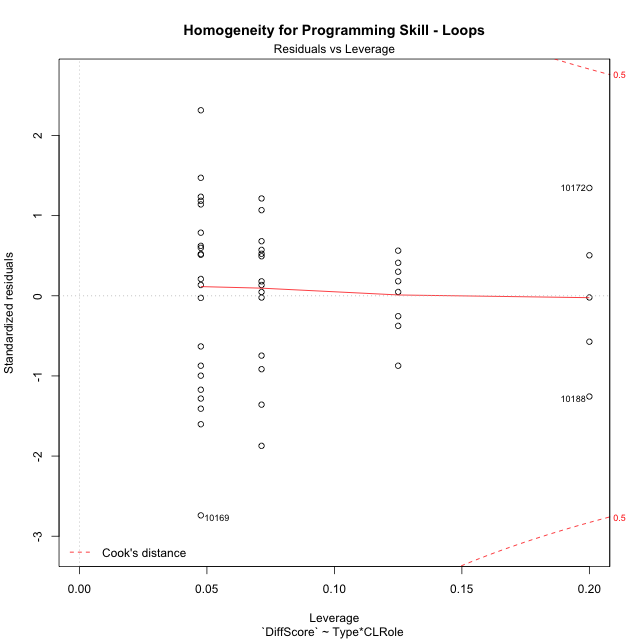 Homogeneity for Programming Skill - Loops
Residuals vs Leverage
0.5
2
10172
1
0
-1
10188
-2
10169
0.5
-3
Cook's distance
Standardized residuals
0.00 0.05 0.10 0.15 0.20
Leverage
`DiffScore` ~ Type*CLRole